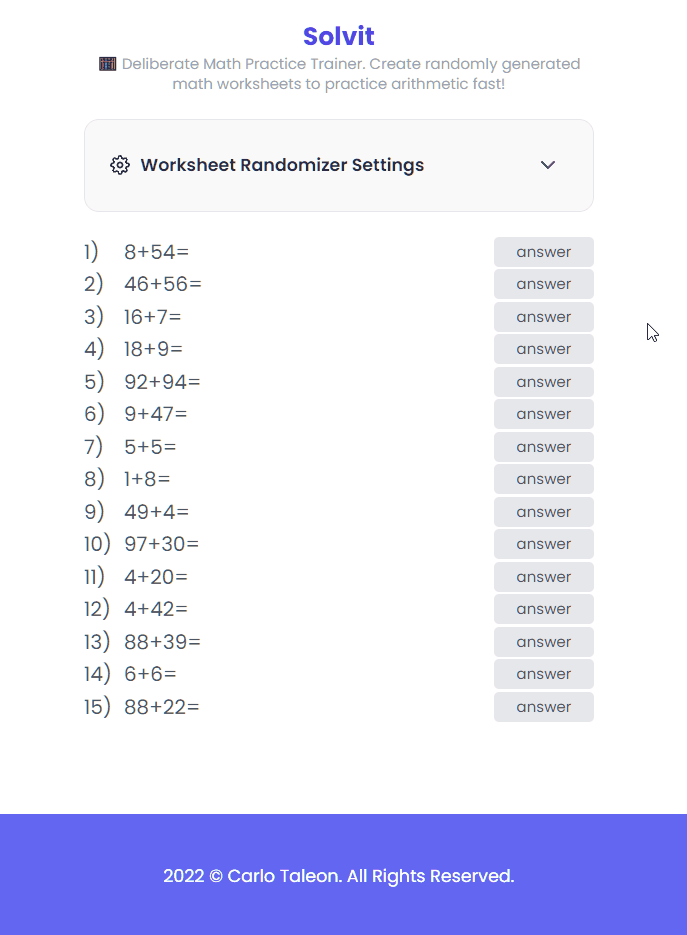 Solvit
Deliberate Math Practice Trainer. Create randomly generated
math worksheets to practice arithmetic fast!
Worksheet Randomizer Settings
1) 8+54= answer
2) 46+56= answer
3) 16+7= answer
4) 18+9= answer
5) 92+94= answer
6) 9+47= answer
7) 5+5= answer
8) 1+8= answer
9) 49+4= answer
10) 97+30= answer
11) 4+20= answer
12) 4+42= answer
13) 88+39= answer
14) 6+6= answer
15) 88+22= answer
2022 © Carlo Taleon. All Rights Reserved.